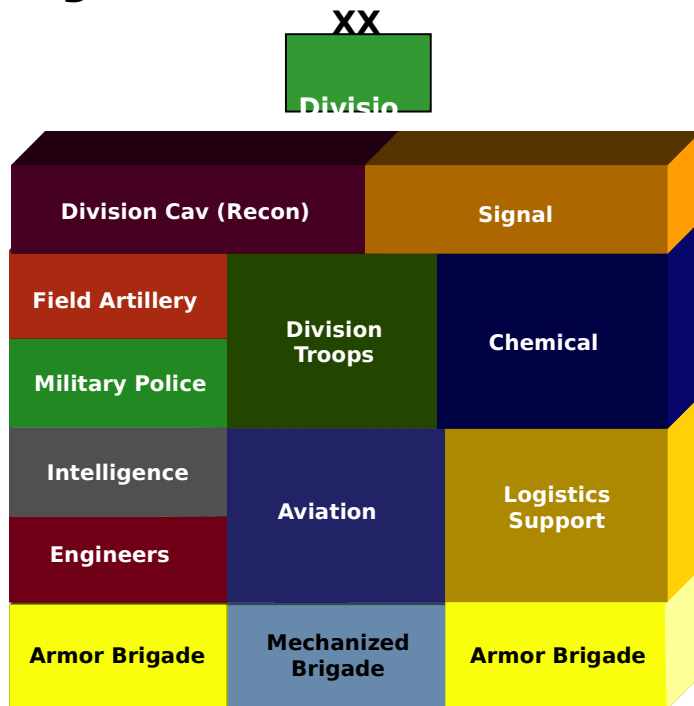 XX
Divisio
Division Cav (Recon)
Signal
Field Artillery
Division
Troops
Chemical
Military Police
Intelligence
Aviation
Logistics
Support
Engineers
Armor Brigade
Mechanized
Brigade
Armor Brigade